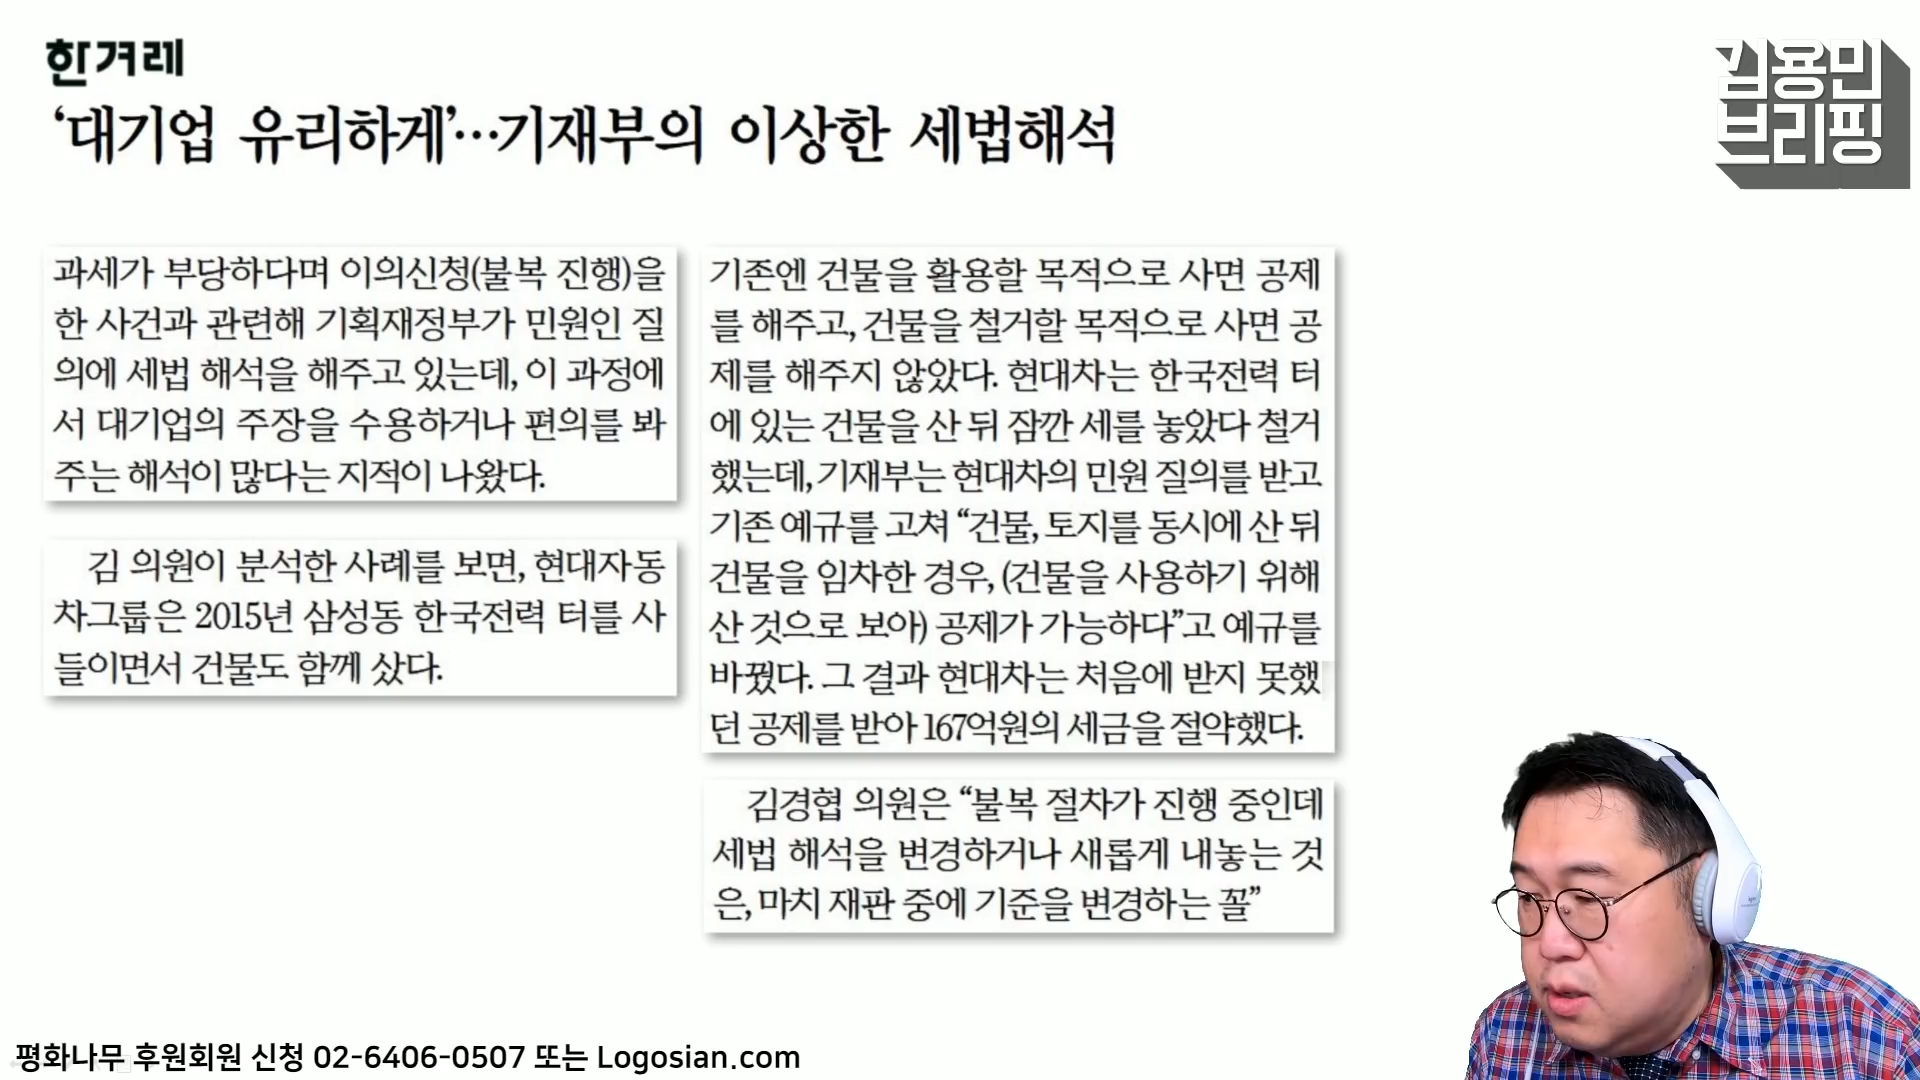 한겨레
‘대기업 유리하게’…기재부의 이상한 세법해석
김용민
브리핑
과세가 부당하다며 이의신청(불복 진행)을
한 사건과 관련해 기획재정부가 민원인 질
의에 세법 해석을 해주고 있는데, 이 과정에
서 대기업의 주장을 수용하거나 편의를 봐
주는 해석이 많다는 지적이 나왔다.
김 의원이 분석한 사례를 보면, 현대자동
차그룹은 2015년 삼성동 한국전력 터를 사
들이면서 건물도 함께 샀다.
기존엔 건물을 활용할 목적으로 사면 공제
를 해주고, 건물을 철거할 목적으로 사면 공
제를 해주지 않았다. 현대차는 한국전력 터
에 있는 건물을 산 뒤 잠깐 세를 놓았다 철거
했는데, 기재부는 현대차의 민원 질의를 받고
기존 예규를 고쳐 “건물, 토지를 동시에 산 뒤
건물을 임차한 경우, (건물을 사용하기 위해
산 것으로 보아) 공제가 가능하다”고 예규를
바꿨다. 그 결과 현대차는 처음에 받지 못했
던 공제를 받아 167억원의 세금을 절약했다.
김경협 의원은 “불복 절차가 진행 중인데
세법 해석을 변경하거나 새롭게 내놓는 것
은, 마치 재판 중에 기준을 변경하는 꼴”
평화나무 후원회원 신청 02-6406-0507 또는 Logosian.com